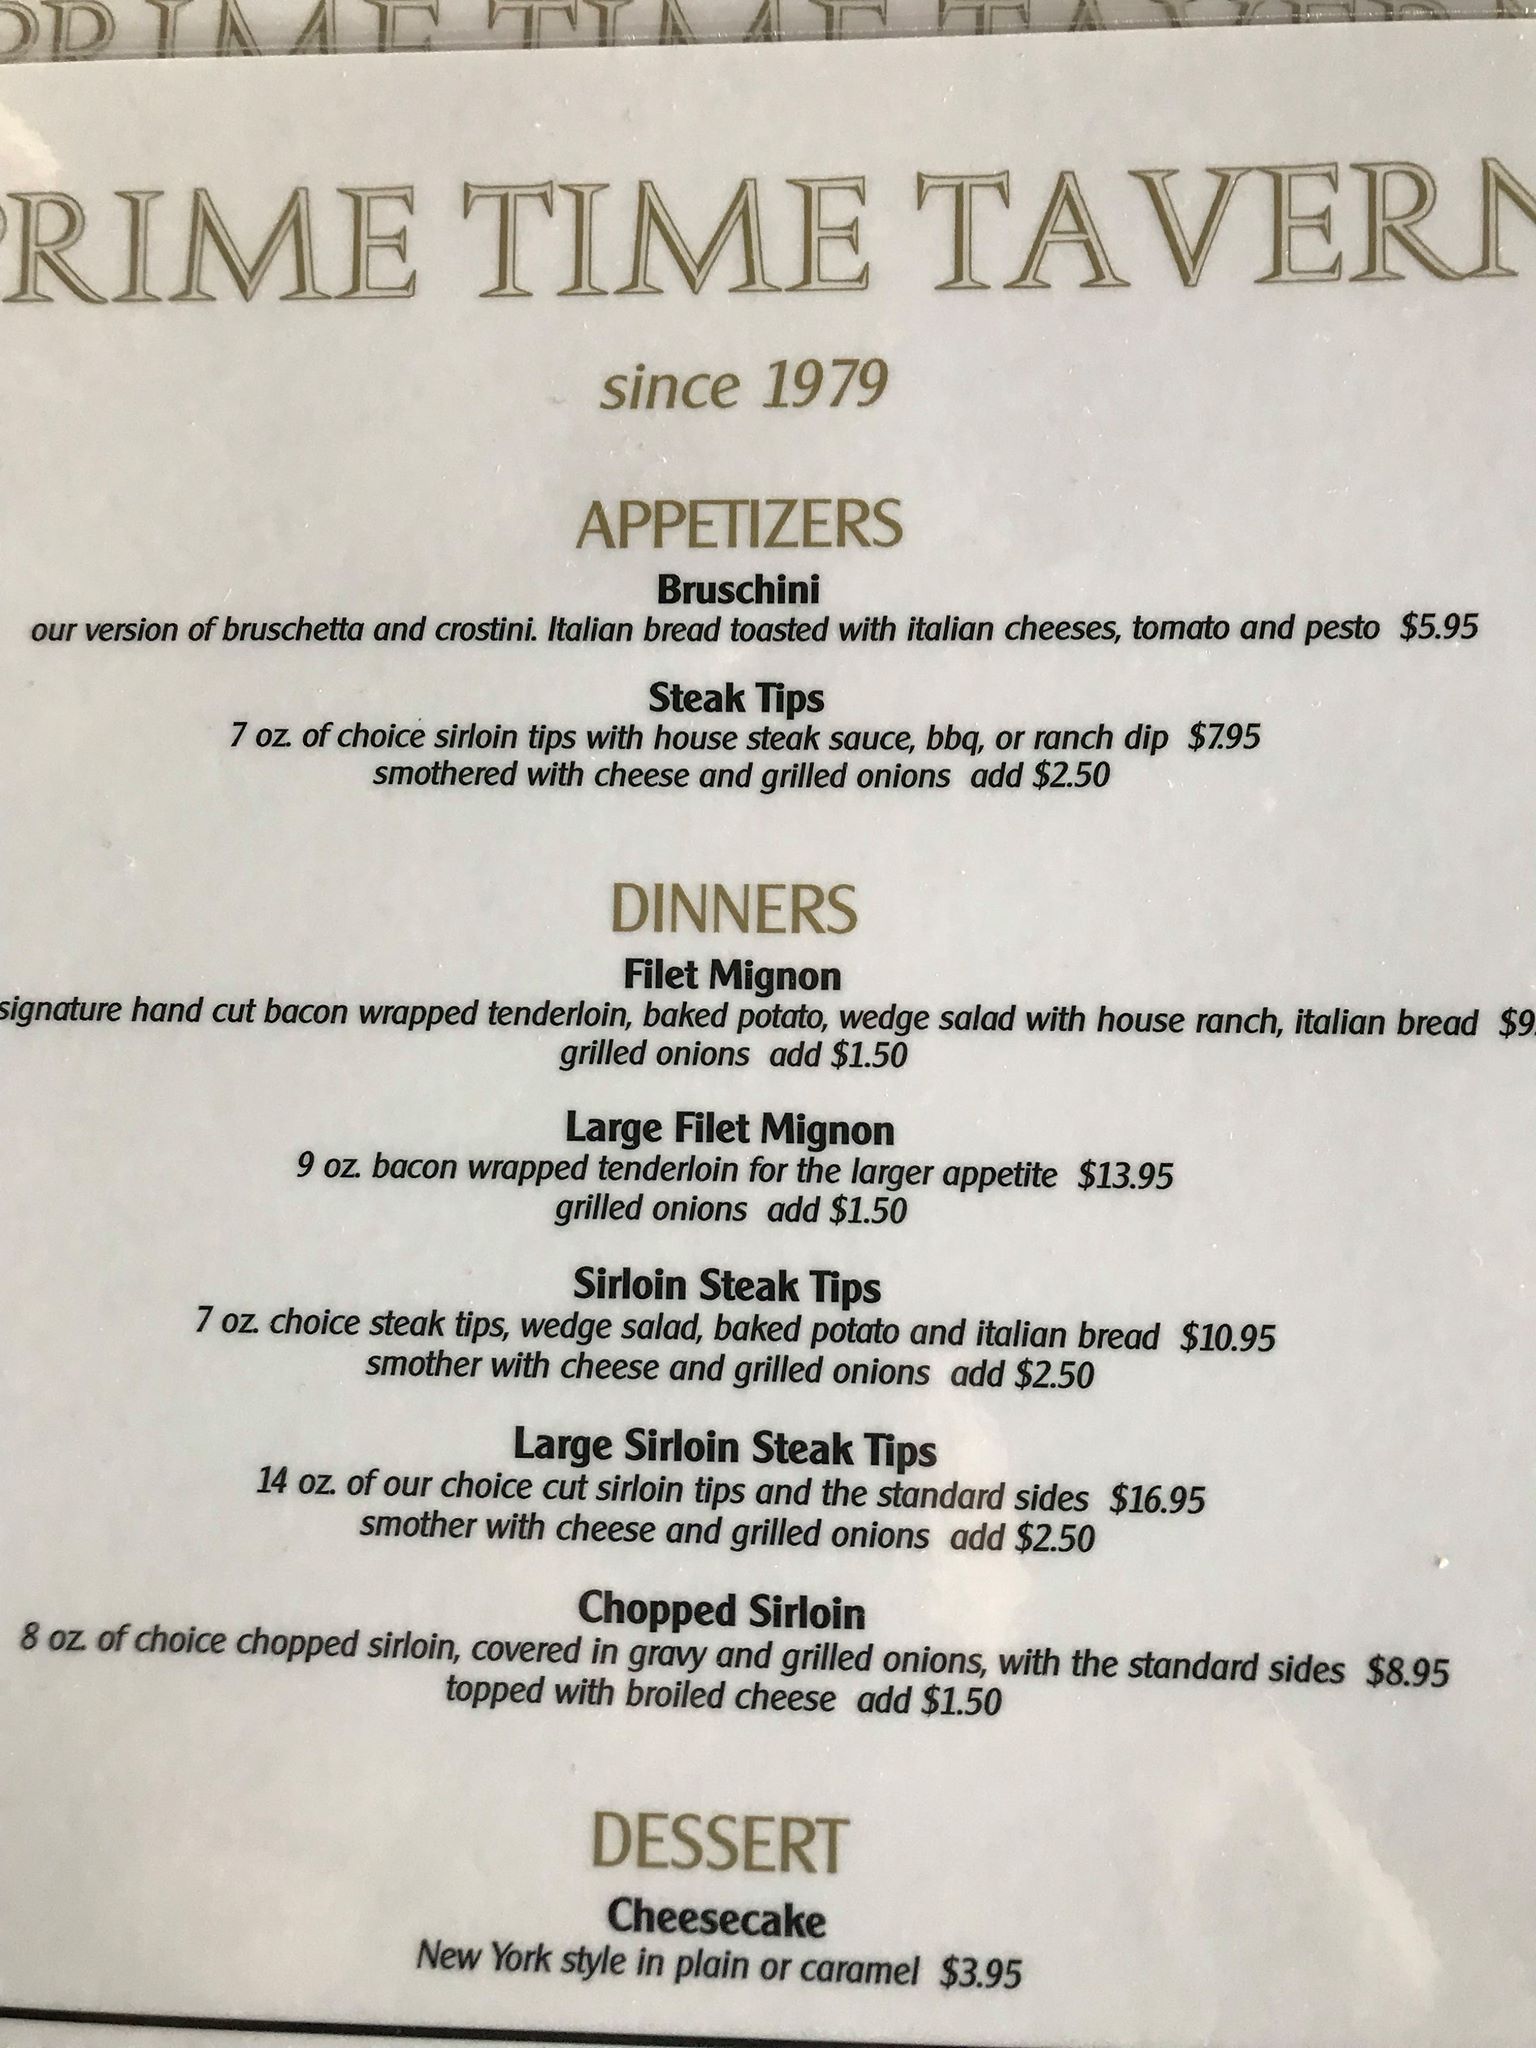 PRIME TIME TAVERN
PRIME TIME TAVERN
since 1979
APPETIZERS
Bruschini
our version of bruschetta and crostini. Italian bread toasted with italian cheeses, tomato and pesto $5.95
Steak Tips
7 oz. of choice sirloin tips with house steak sauce, bbq, or ranch dip $7.95
smothered with cheese and grilled onions add $2.50
DINNERS
Filet Mignon
signature hand cut bacon wrapped tenderloin, baked potato, wedge salad with house ranch, italian bread $9.
grilled onions add $1.50
Large Filet Mignon
9 oz. bacon wrapped tenderloin for the larger appetite $13.95
grilled onions add $1.50
Sirloin Steak Tips
7 oz. choice steak tips, wedge salad, baked potato and italian bread $10.95
smother with cheese and grilled onions add $2.50
Large Sirloin Steak Tips
14 oz. of our choice cut sirloin tips and the standard sides $16.95
smother with cheese and grilled onions add $2.50
Chopped Sirloin
8 oz. of choice chopped sirloin, covered in gravy and grilled onions, with the standard sides $8.95
topped with broiled cheese add $1.50
DESSERT
Cheesecake
New York style in plain or caramel $3.95